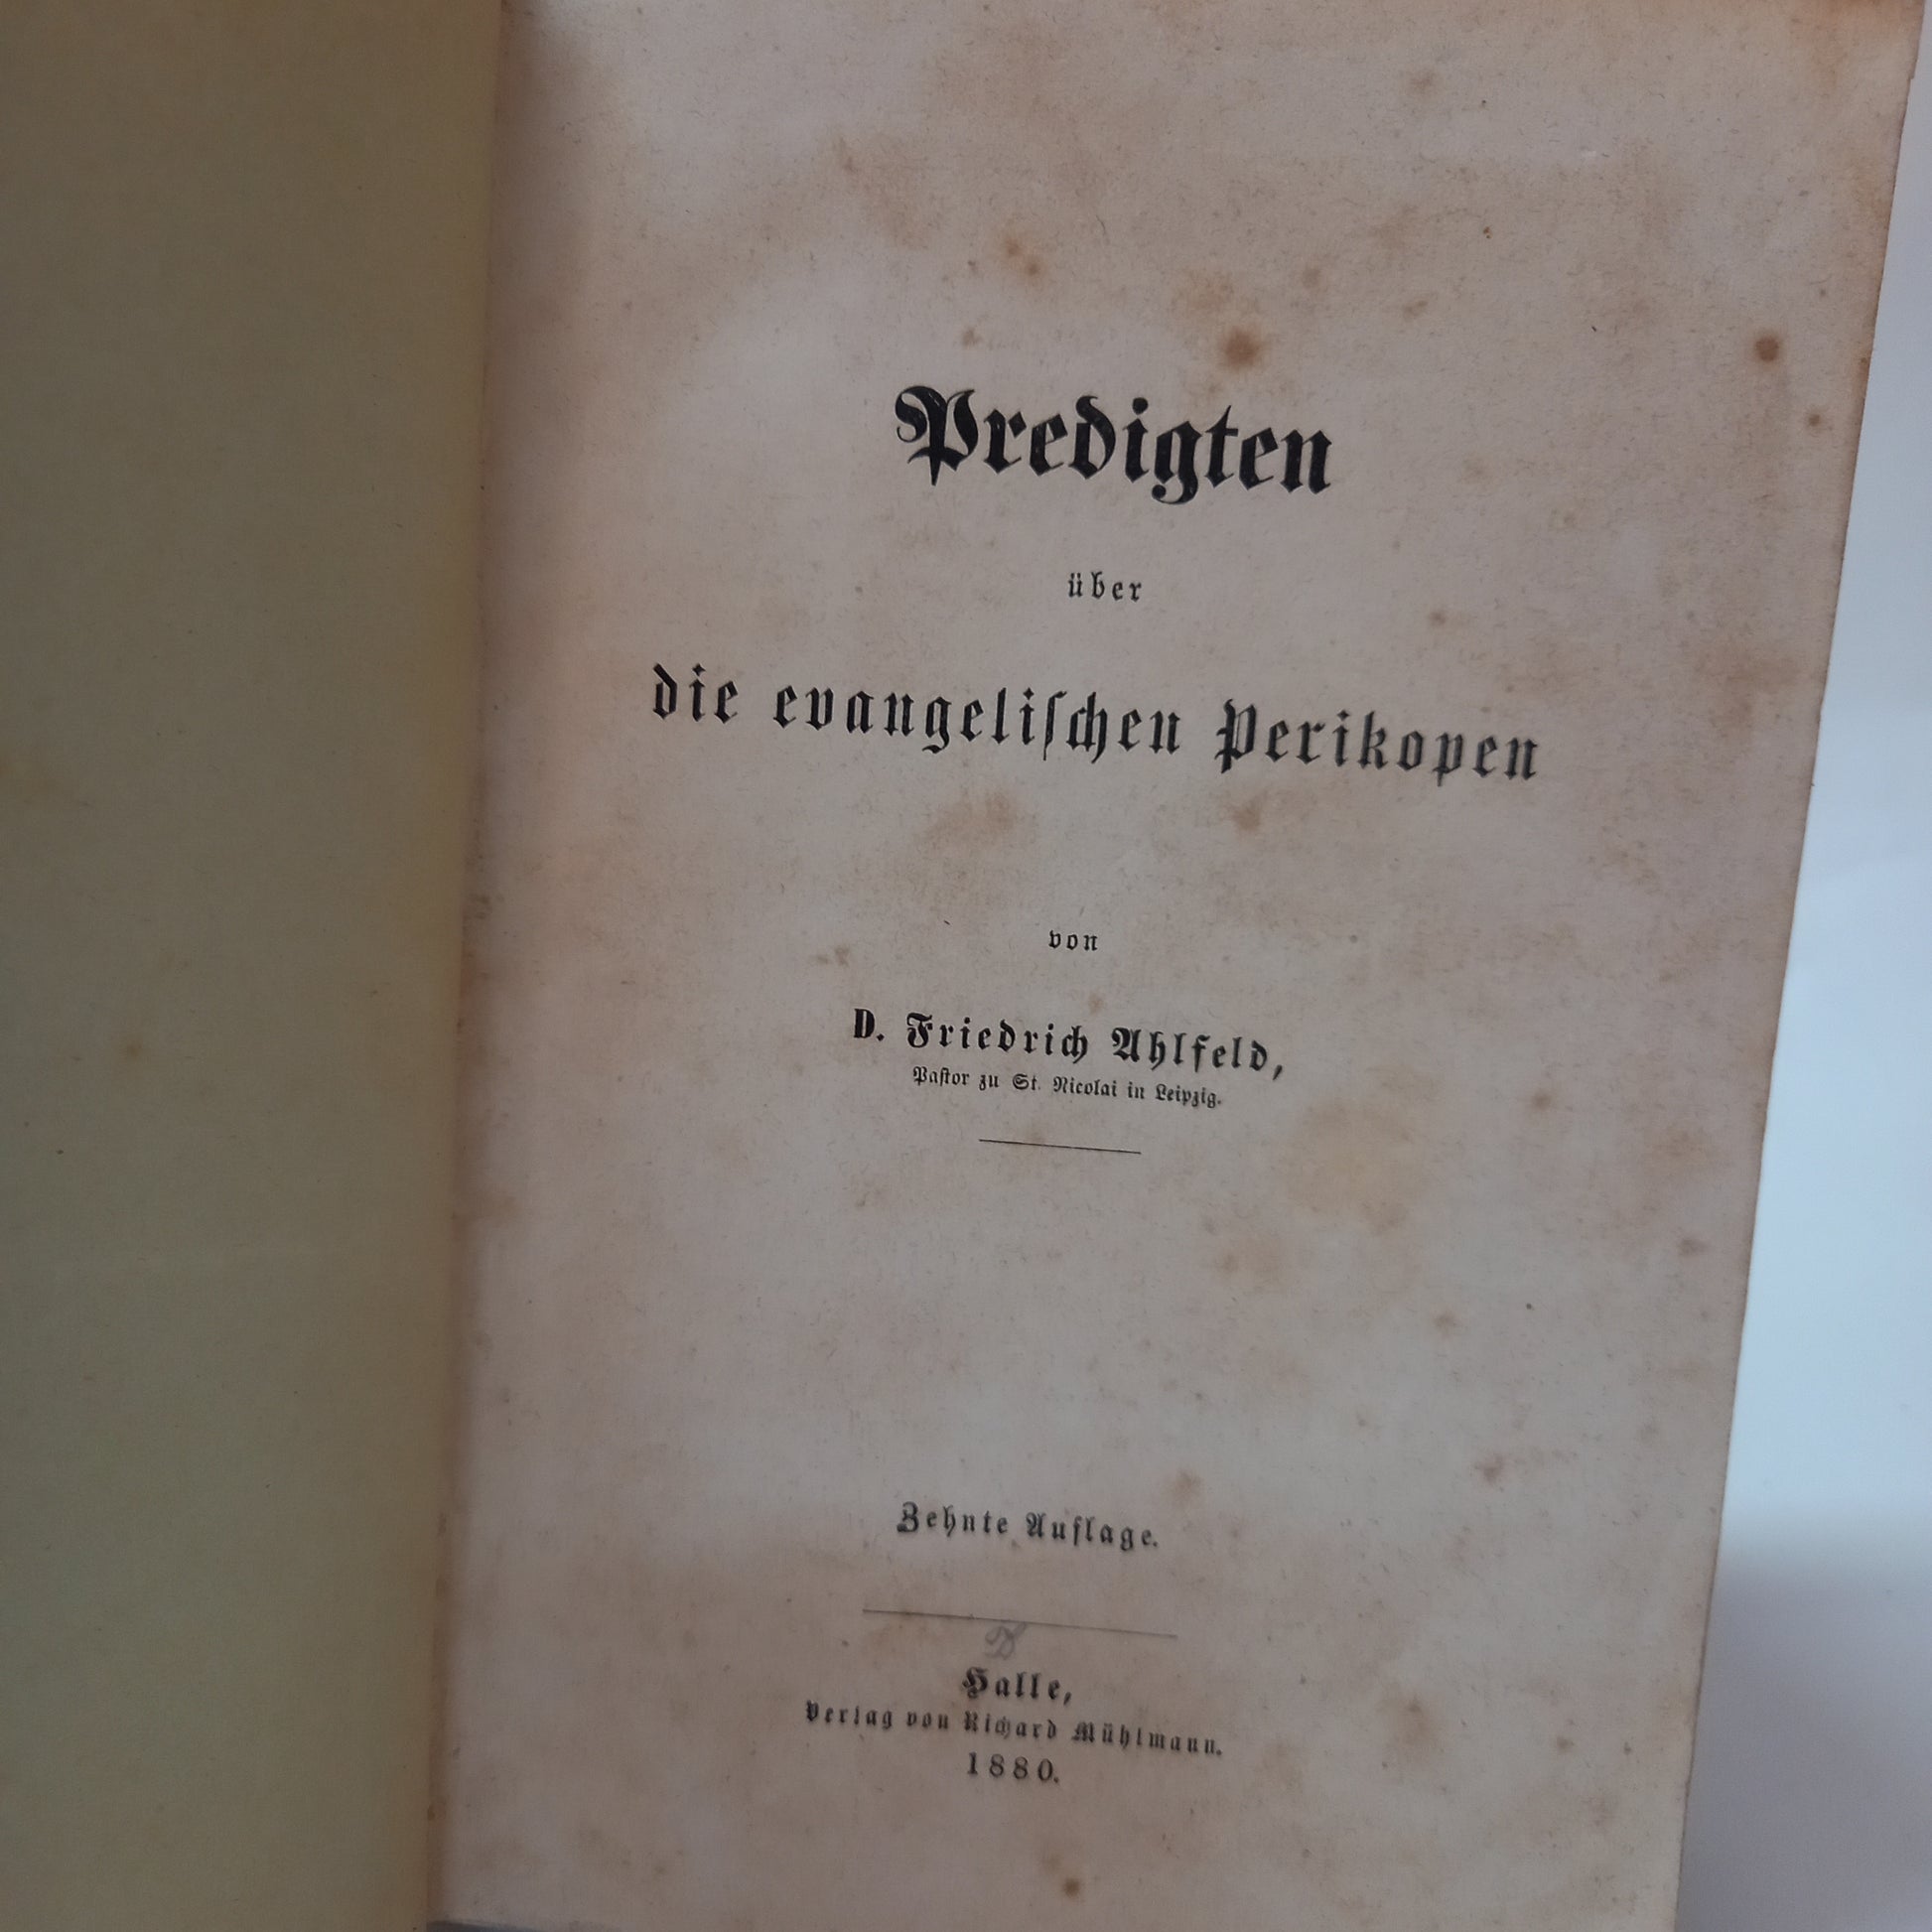 Predigten
über
die evangeliſchen Perikopen
von
D. Friedrich Ahlfeld,
Paſtor zu St. Nicolai in Leipzig.
Zehnte Auflage.
Halle,
Verlag von Richard Mühlmann.
1880.